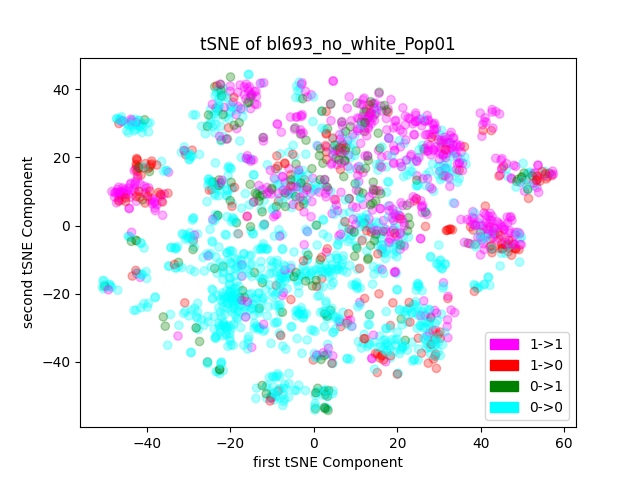 tSNE of bl693_no_white_Pop01
second tSNE Component
40
20
0
−20
−40
1->1
1->0
0->1
0->0
−40 −20 0 20 40 60
first tSNE Component